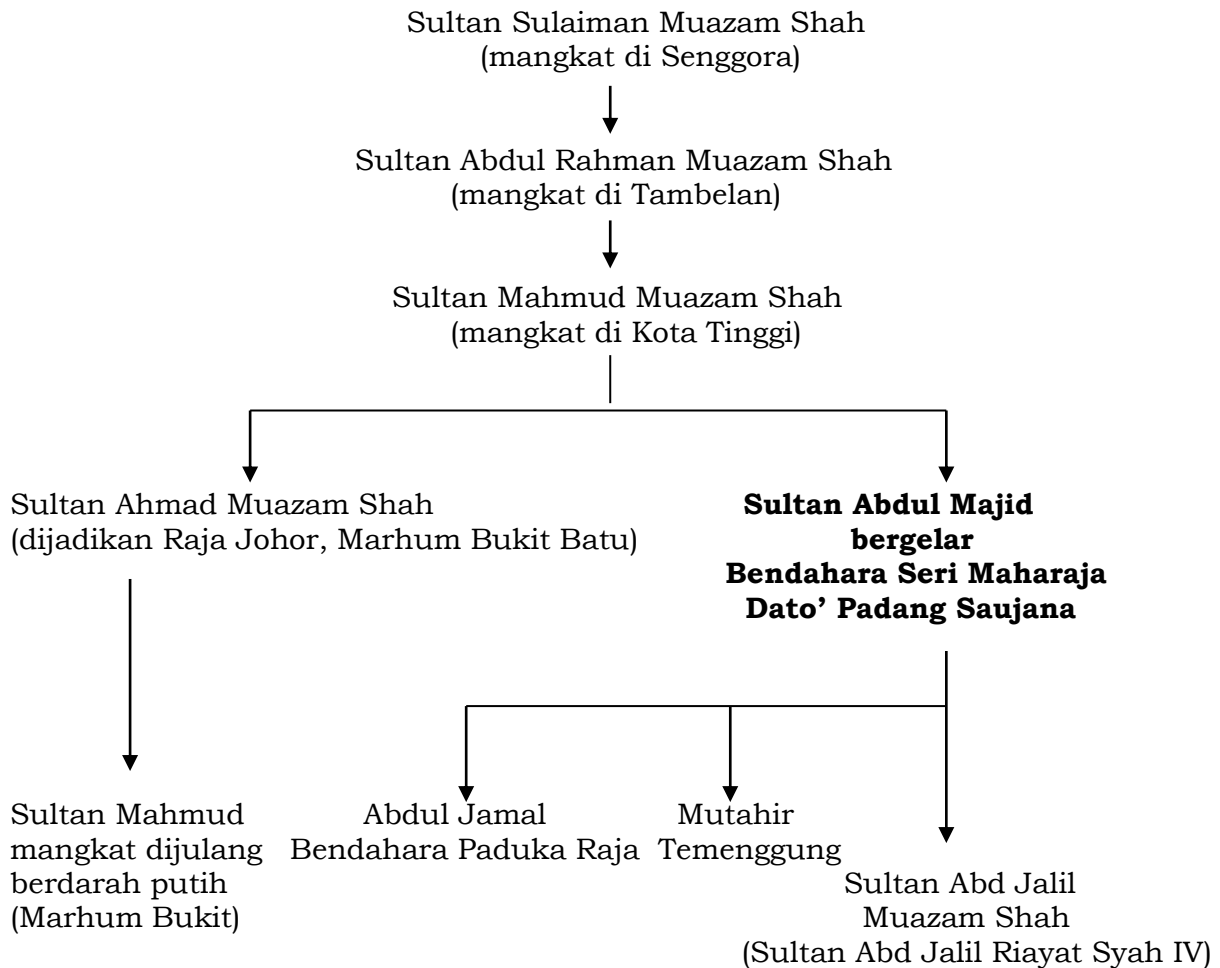 Sultan Sulaiman Muazam Shah
(mangkat di Senggora)
Sultan Abdul Rahman Muazam Shah
(mangkat di Tambelan)
Sultan Mahmud Muazam Shah
(mangkat di Kota Tinggi)
Sultan Ahmad Muazam Shah
(dijadikan Raja Johor, Marhum Bukit Batu)
Sultan Abdul Majid
bergelar
Bendahara Seri Maharaja
Dato’ Padang Saujana
Sultan Mahmud
mangkat dijulang
berdarah putih
(Marhum Bukit)
Abdul Jamal
Bendahara Paduka Raja
Mutahir
Temenggung
Sultan Abd Jalil
Muazam Shah
(Sultan Abd Jalil Riayat Syah IV)